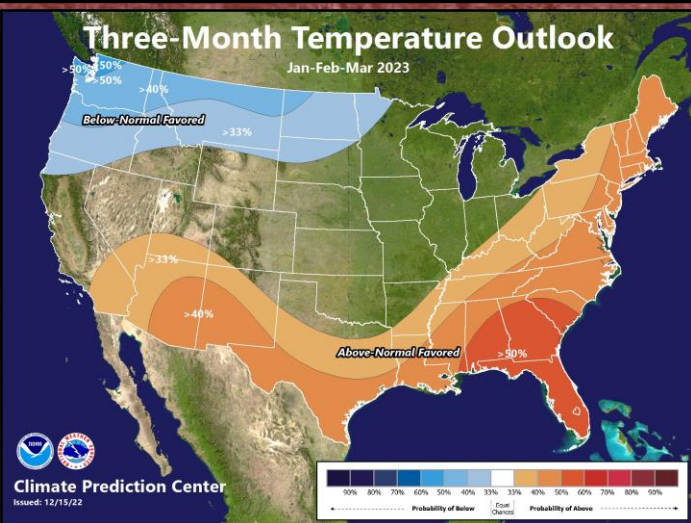 Three-Month Temperature Outlook
Jan-Feb-Mar 2023
>50%
50%
>50%
>40%
Below-Normal Favored
>33%
>33%
>40%
Above-Normal Favored
>50%
NOAA
Climate Prediction Center
Issued: 12/15/22
90% 80% 70% 60% 50% 40% 33% 33% 40% 50% 60% 70% 80% 90%
Probability of Below Equal Chances Probability of Above